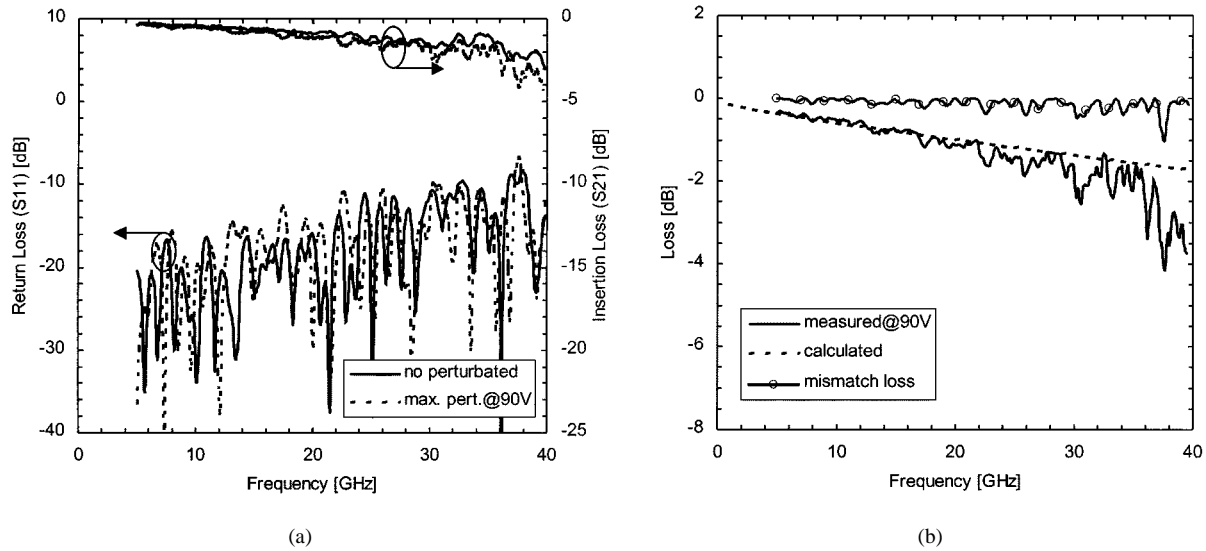 10
0
-10
-20
-30
-40
Return Loss (S11) [dB]
0
-5
-10
-15
-20
-25
Insertion Loss (S21) [dB]
no perturbated
max. pert.@90V
0
10
20
30
40
Frequency [GHz]
(a)
2
0
-2
-4
-6
-8
Loss [dB]
measured@90V
calculated
mismatch loss
0
10
20
30
40
Frequency [GHz]
(b)